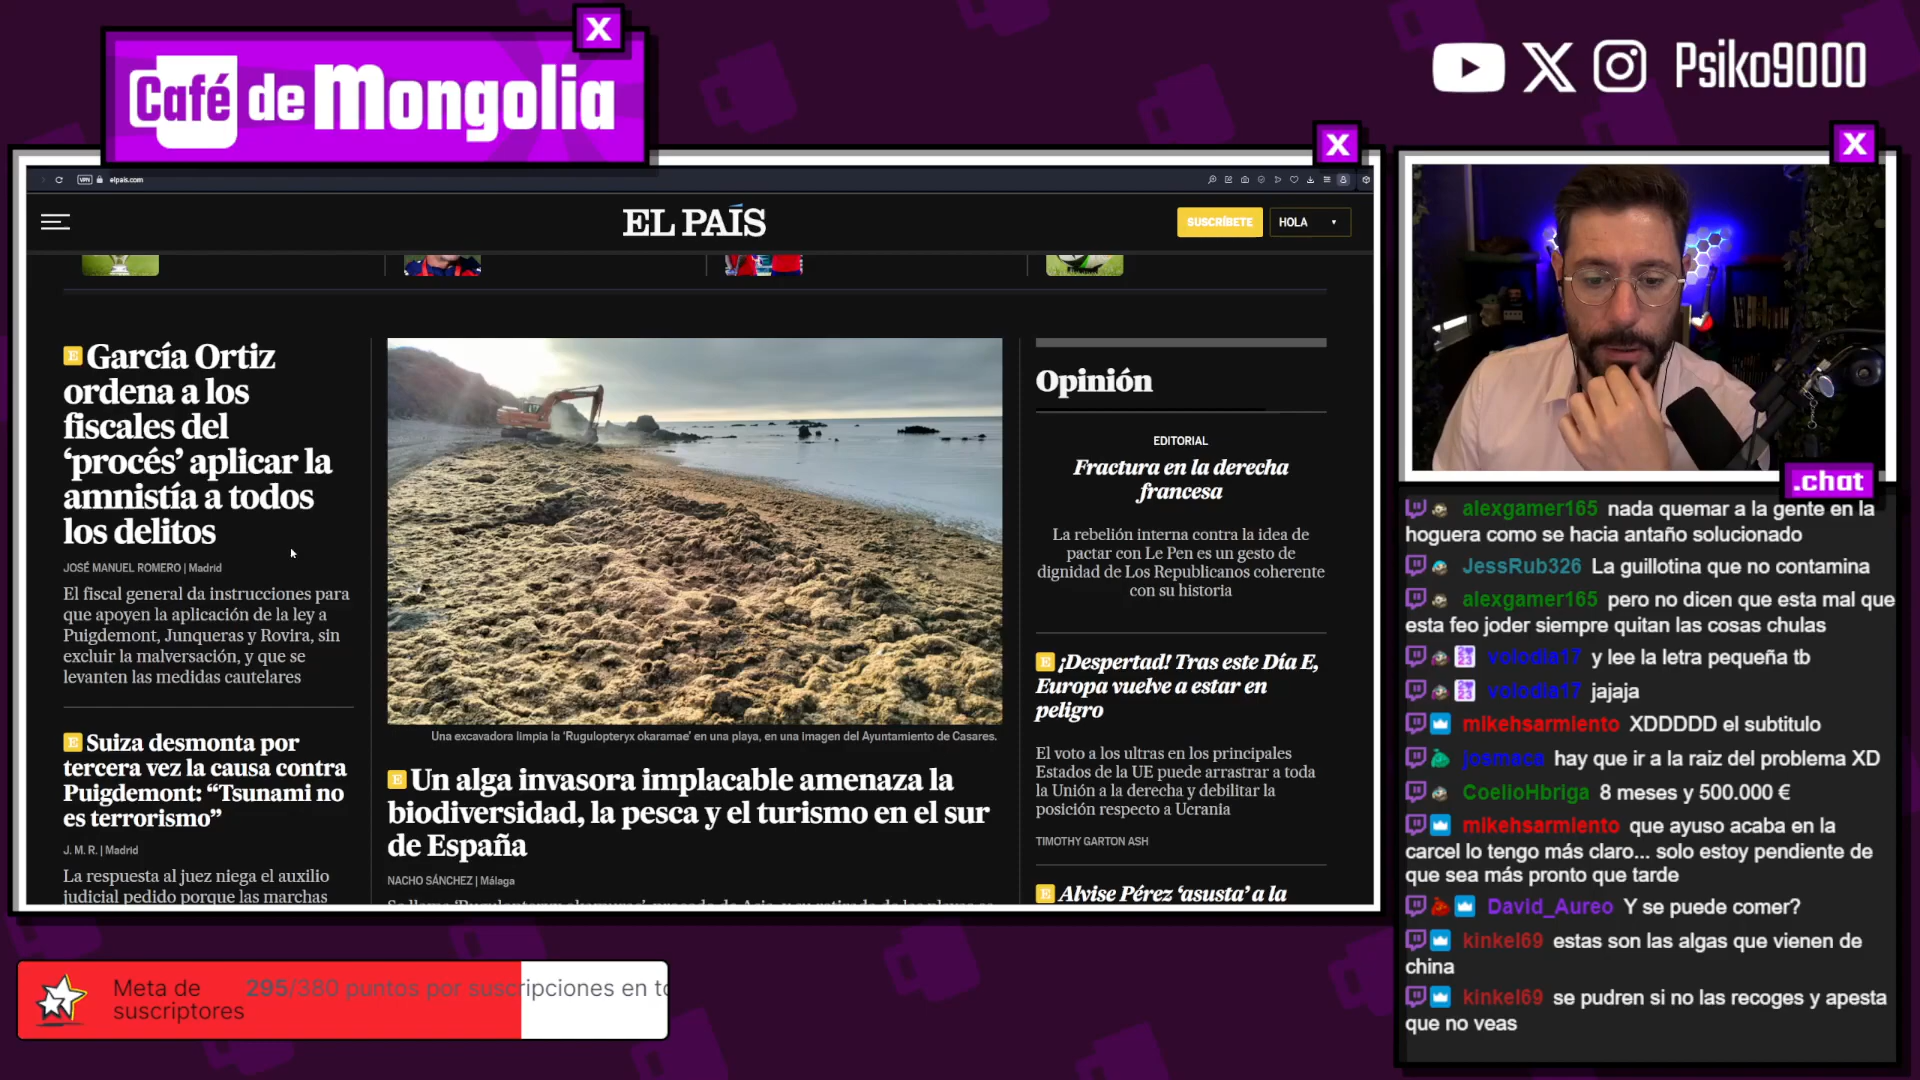 Café de Mongolia
X
Psiko9000
X
X
VPN
elpais.com
EL PAÍS
SUSCRÍBETE
HOLA
E García Ortiz
ordena a los
fiscales del
‘procés’ aplicar la
amnistía a todos
los delitos
JOSÉ MANUEL ROMERO | Madrid
El fiscal general da instrucciones para
que apoyen la aplicación de la ley a
Puigdemont, Junqueras y Rovira, sin
excluir la malversación, y que se
levanten las medidas cautelares
E Suiza desmonta por
tercera vez la causa contra
Puigdemont: “Tsunami no
es terrorismo”
J. M. R. | Madrid
La respuesta al juez niega el auxilio
judicial pedido porque las marchas
Una excavadora limpia la ‘Rugulopteryx okaramae’ en una playa, en una imagen del Ayuntamiento de Casares.
E Un alga invasora implacable amenaza la
biodiversidad, la pesca y el turismo en el sur
de España
NACHO SÁNCHEZ | Málaga
Opinión
EDITORIAL
Fractura en la derecha
francesa
La rebelión interna contra la idea de
pactar con Le Pen es un gesto de
dignidad de Los Republicanos coherente
con su historia
E ¡Despertad! Tras este Día E,
Europa vuelve a estar en
peligro
El voto a los ultras en los principales
Estados de la UE puede arrastrar a toda
la Unión a la derecha y debilitar la
posición respecto a Ucrania
TIMOTHY GARTON ASH
E Alvise Pérez ‘asusta’ a la
.chat
alexgamer165 nada quemar a la gente en la
hoguera como se hacia antaño solucionado
JessRub326 La guillotina que no contamina
alexgamer165 pero no dicen que esta mal que
esta feo joder siempre quitan las cosas chulas
volodia17 y lee la letra pequeña tb
volodia17 jajaja
mikehsarmiento XDDDDD el subtitulo
josmaca hay que ir a la raiz del problema XD
CoelioHbriga 8 meses y 500.000 €
mikehsarmiento que ayuso acaba en la
carcel lo tengo más claro... solo estoy pendiente de
que sea más pronto que tarde
David_Aureo Y se puede comer?
kinkel69 estas son las algas que vienen de
china
kinkel69 se pudren si no las recoges y apesta
que no veas
Meta de
suscriptores
295/380 puntos por suscripciones en to